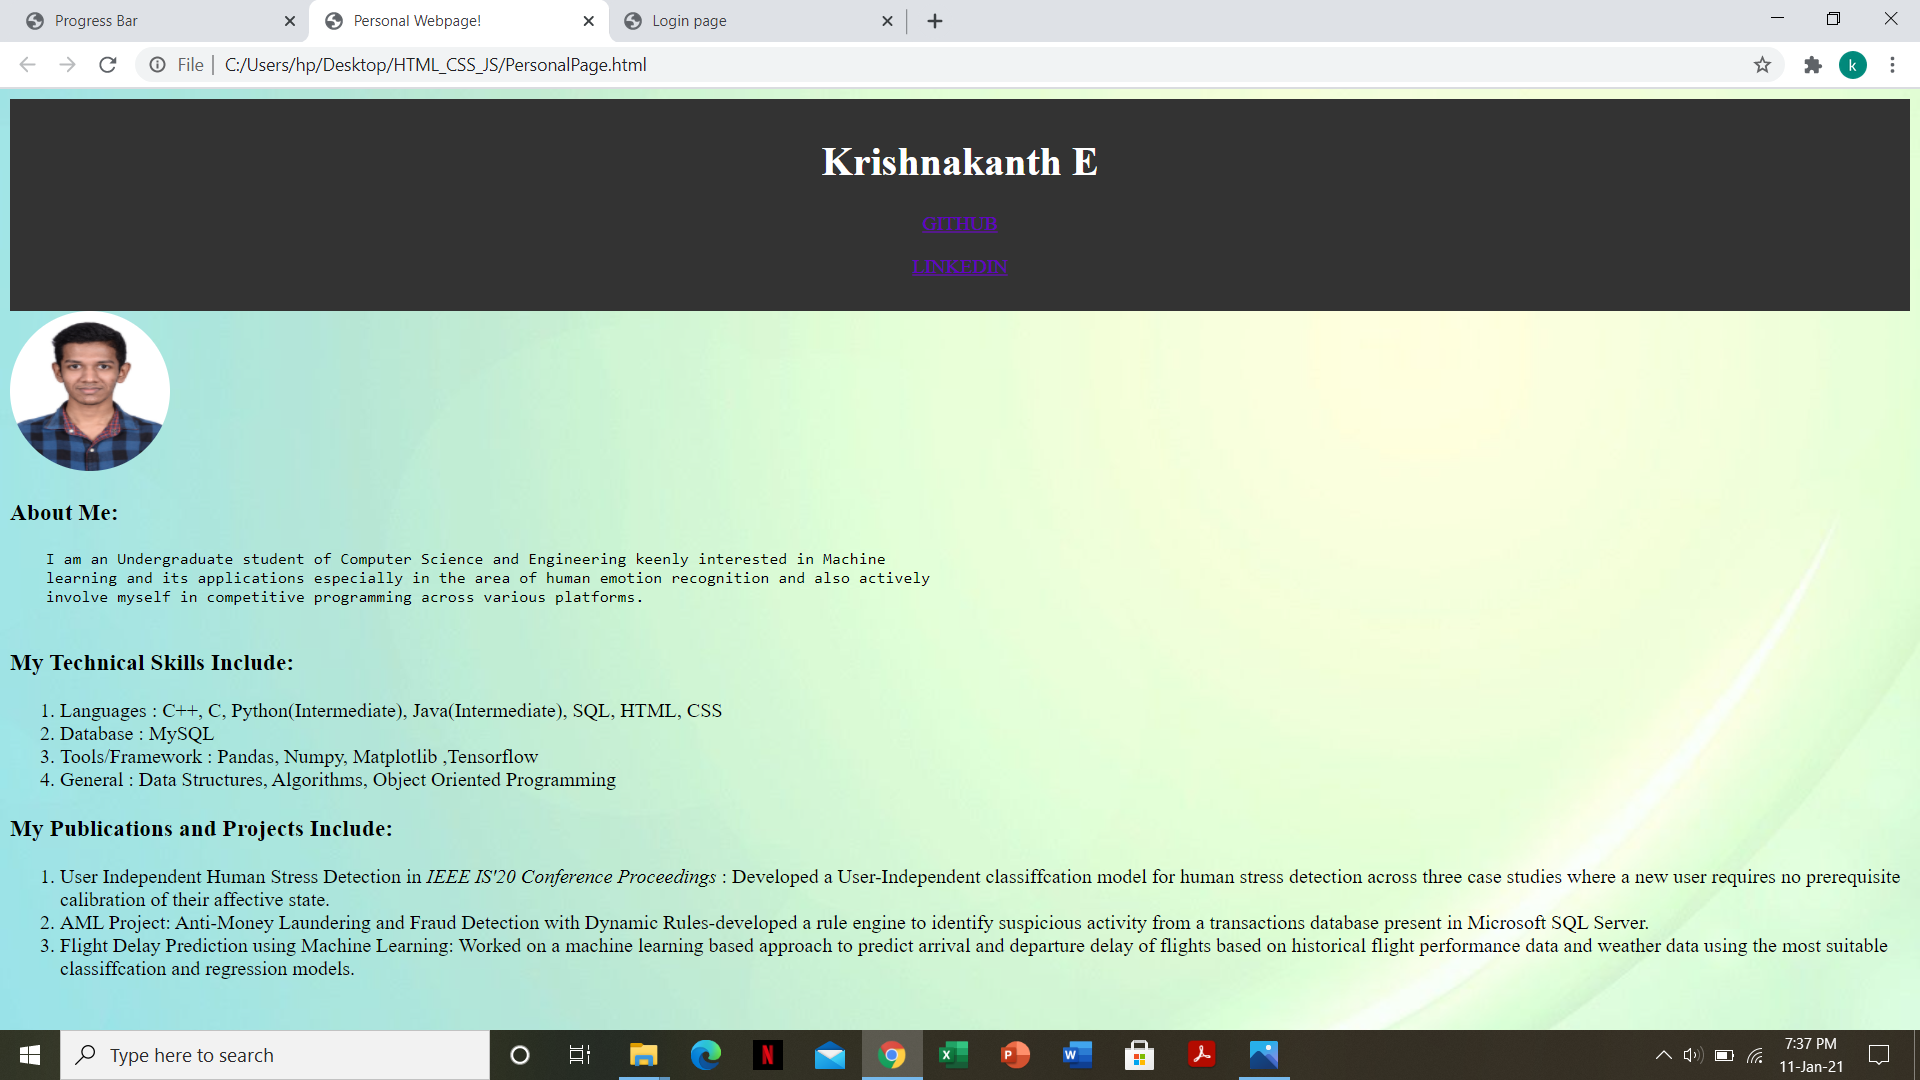 Progress Bar
Personal Webpage!
Login page
File
C:/Users/hp/Desktop/HTML_CSS_JS/PersonalPage.html
k
Krishnakanth E
GITHUB
LINKEDIN
About Me:
I am an Undergraduate student of Computer Science and Engineering keenly interested in Machine
learning and its applications especially in the area of human emotion recognition and also actively
involve myself in competitive programming across various platforms.
My Technical Skills Include:
1. Languages : C++, C, Python(Intermediate), Java(Intermediate), SQL, HTML, CSS
2. Database : MySQL
3. Tools/Framework : Pandas, Numpy, Matplotlib ,Tensorflow
4. General : Data Structures, Algorithms, Object Oriented Programming
My Publications and Projects Include:
1. User Independent Human Stress Detection in IEEE IS'20 Conference Proceedings : Developed a User-Independent classiffcation model for human stress detection across three case studies where a new user requires no prerequisite
calibration of their affective state.
2. AML Project: Anti-Money Laundering and Fraud Detection with Dynamic Rules-developed a rule engine to identify suspicious activity from a transactions database present in Microsoft SQL Server.
3. Flight Delay Prediction using Machine Learning: Worked on a machine learning based approach to predict arrival and departure delay of flights based on historical flight performance data and weather data using the most suitable
classiffcation and regression models.
Type here to search
N
X
P
W
7:37 PM
11-Jan-21